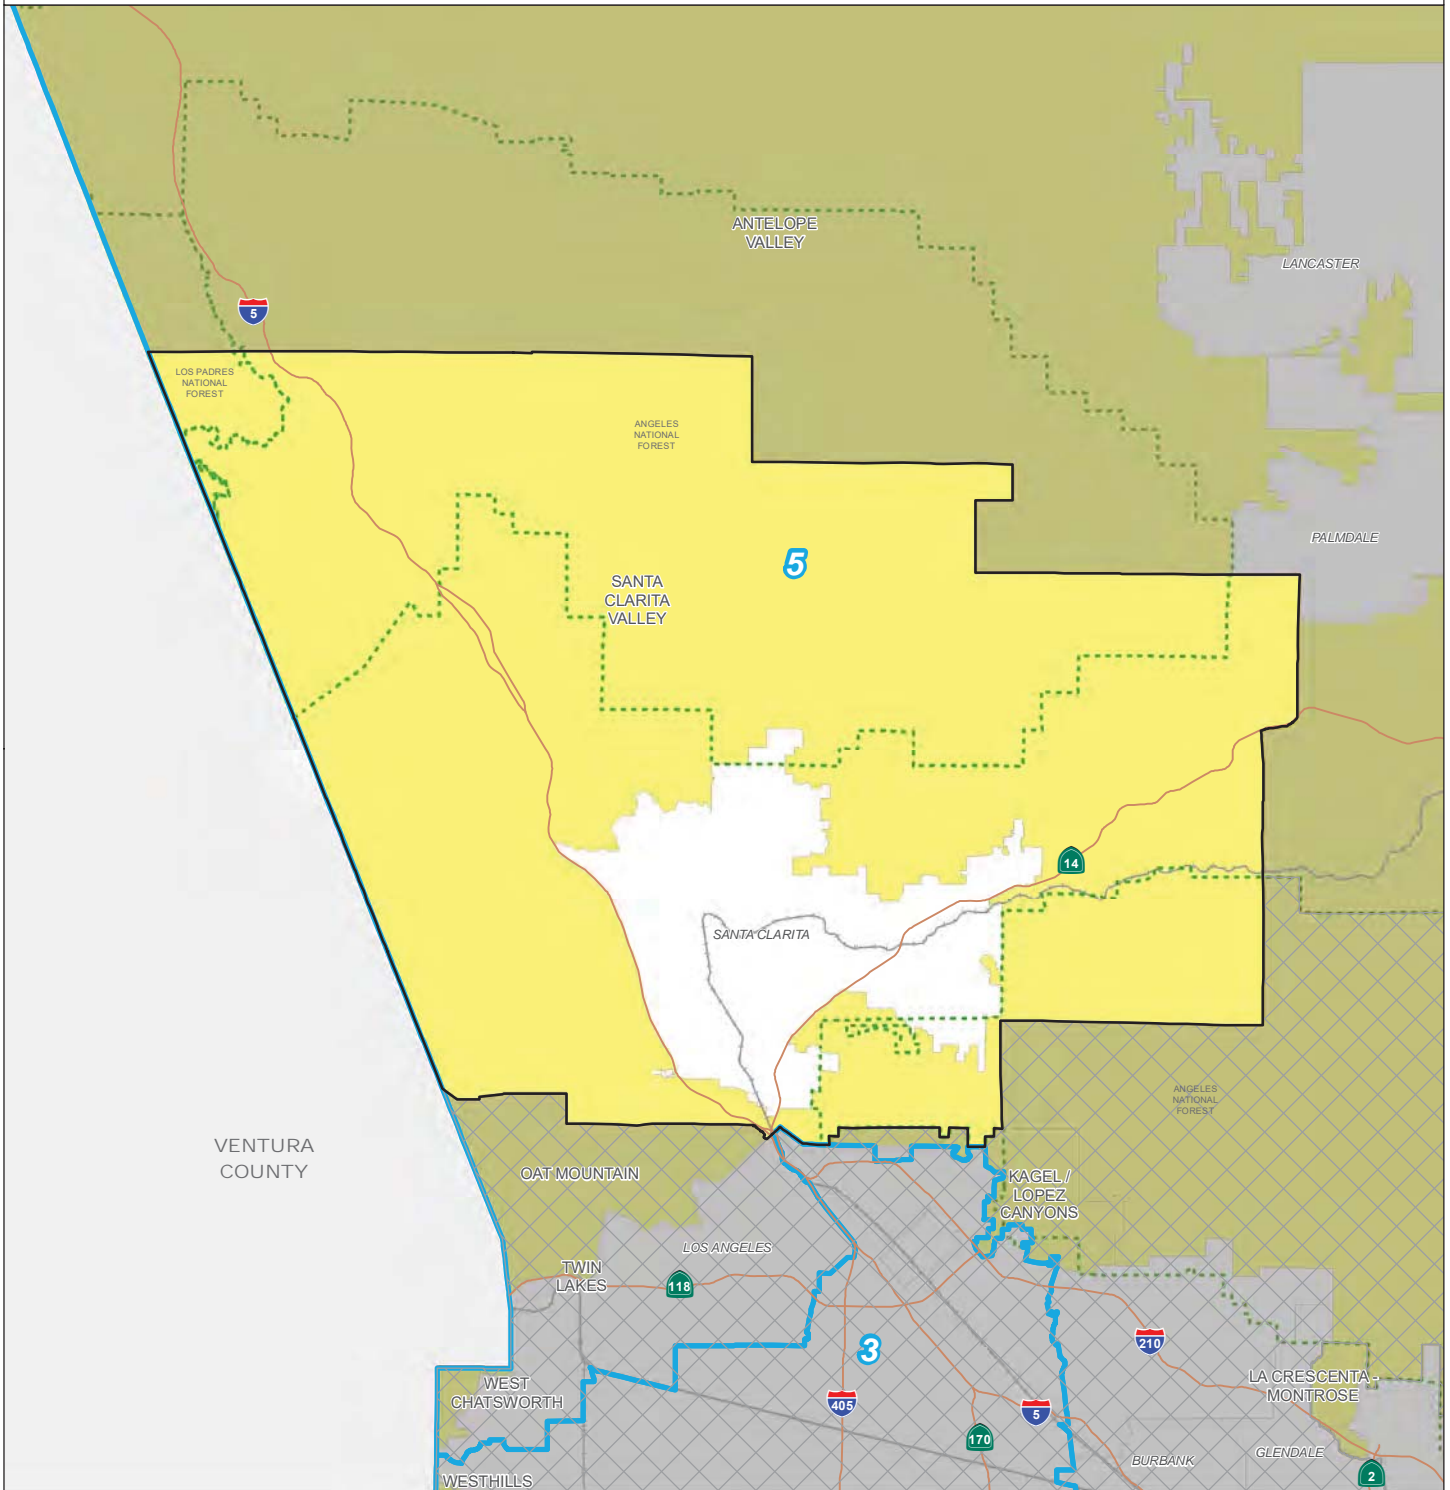 ANTELOPE
VALLEY
LANCASTER
5
LOS PADRES
NATIONAL
FOREST
ANGELES
NATIONAL
FOREST
PALMDALE
5
SANTA
CLARITA
VALLEY
14
SANTA CLARITA
ANGELES
NATIONAL
FOREST
VENTURA
COUNTY
OAT MOUNTAIN
KAGEL /
LOPEZ
CANYONS
LOS ANGELES
TWIN
LAKES
118
3
210
WEST
CHATSWORTH
LA CRESCENTA -
MONTROSE
405
5
170
BURBANK
GLENDALE
2
WESTHILLS